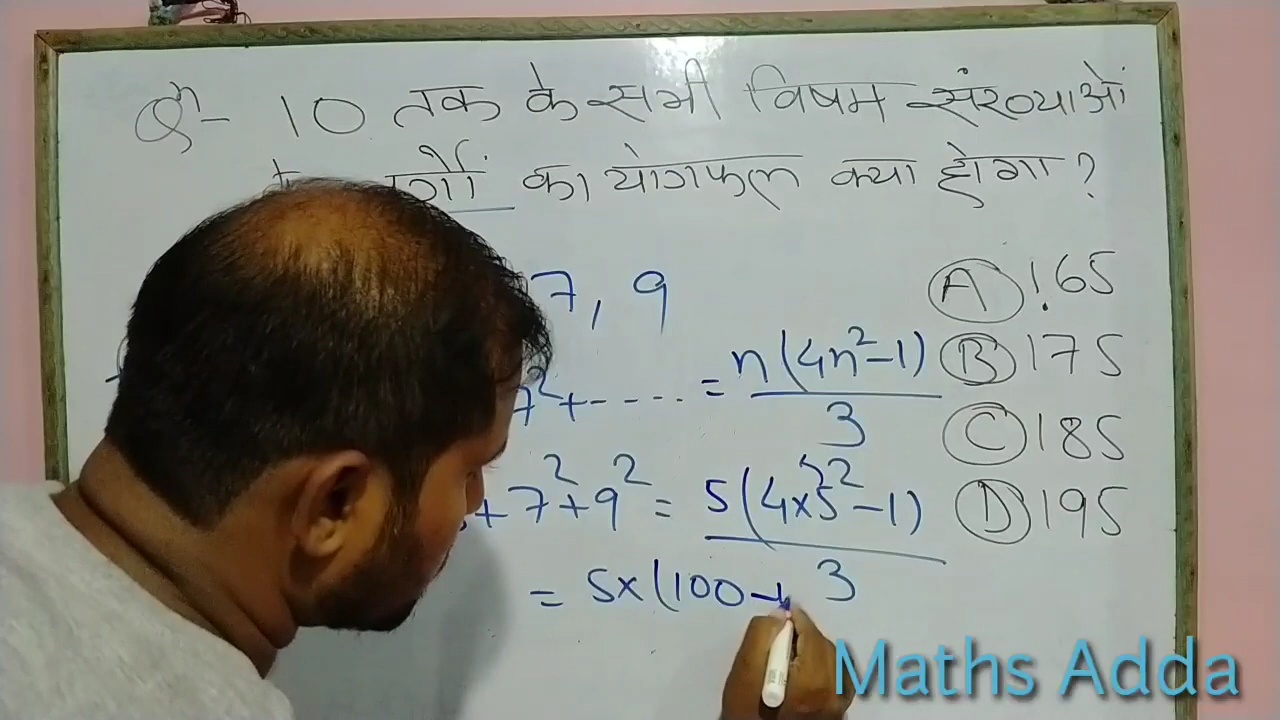 Qn- 10 तक के सभी विषम संख्याओं
का योगफल क्या होगा ?
7, 9
(A) 165
7²+----- = n(4n²-1)/3
(B) 175
(C) 185
+7²+9² = 5(4×5²-1)/3
(D) 195
= 5×(100-1
Maths Adda